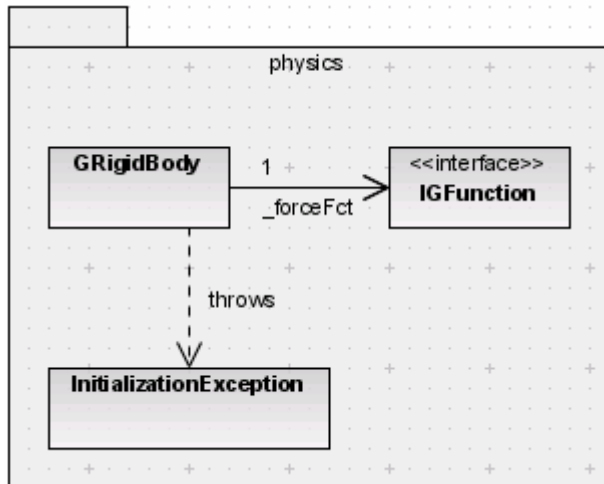 physics
GRigidBody
1
_forceFct
<<interface>>
IGFunction
throws
InitializationException